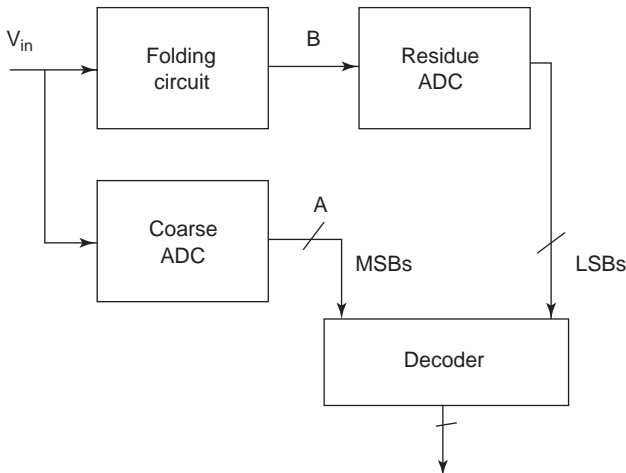 V_in
Folding
circuit
B
Residue
ADC
Coarse
ADC
A
MSBs
LSBs
Decoder